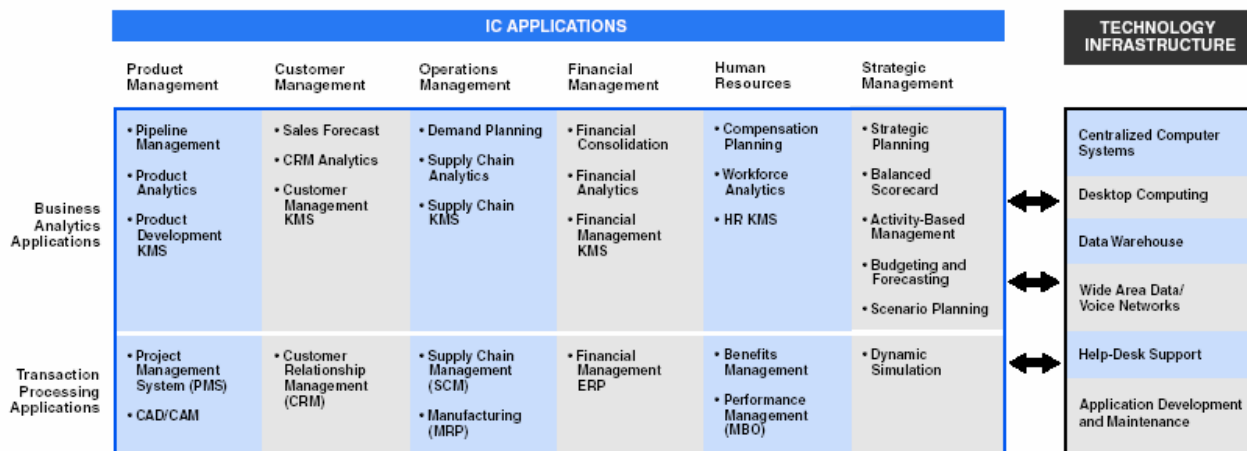 IC APPLICATIONS
TECHNOLOGY
INFRASTRUCTURE
Product
Management
Customer
Management
Operations
Management
Financial
Management
Human
Resources
Strategic
Management
Business
Analytics
Applications
• Pipeline
Management
• Product
Analytics
• Product
Development
KMS
• Sales Forecast
• CRM Analytics
• Customer
Management
KMS
• Demand Planning
• Supply Chain
Analytics
• Supply Chain
KMS
• Financial
Consolidation
• Financial
Analytics
• Financial
Management
KMS
• Compensation
Planning
• Workforce
Analytics
• HR KMS
• Strategic
Planning
• Balanced
Scorecard
• Activity-Based
Management
• Budgeting and
Forecasting
• Scenario Planning
Transaction
Processing
Applications
• Project
Management
System (PMS)
• CAD/CAM
• Customer
Relationship
Management
(CRM)
• Supply Chain
Management
(SCM)
• Manufacturing
(MRP)
• Financial
Management
ERP
• Benefits
Management
• Performance
Management
(MBO)
• Dynamic
Simulation
Centralized Computer
Systems
Desktop Computing
Data Warehouse
Wide Area Data/
Voice Networks
Help-Desk Support
Application Development
and Maintenance